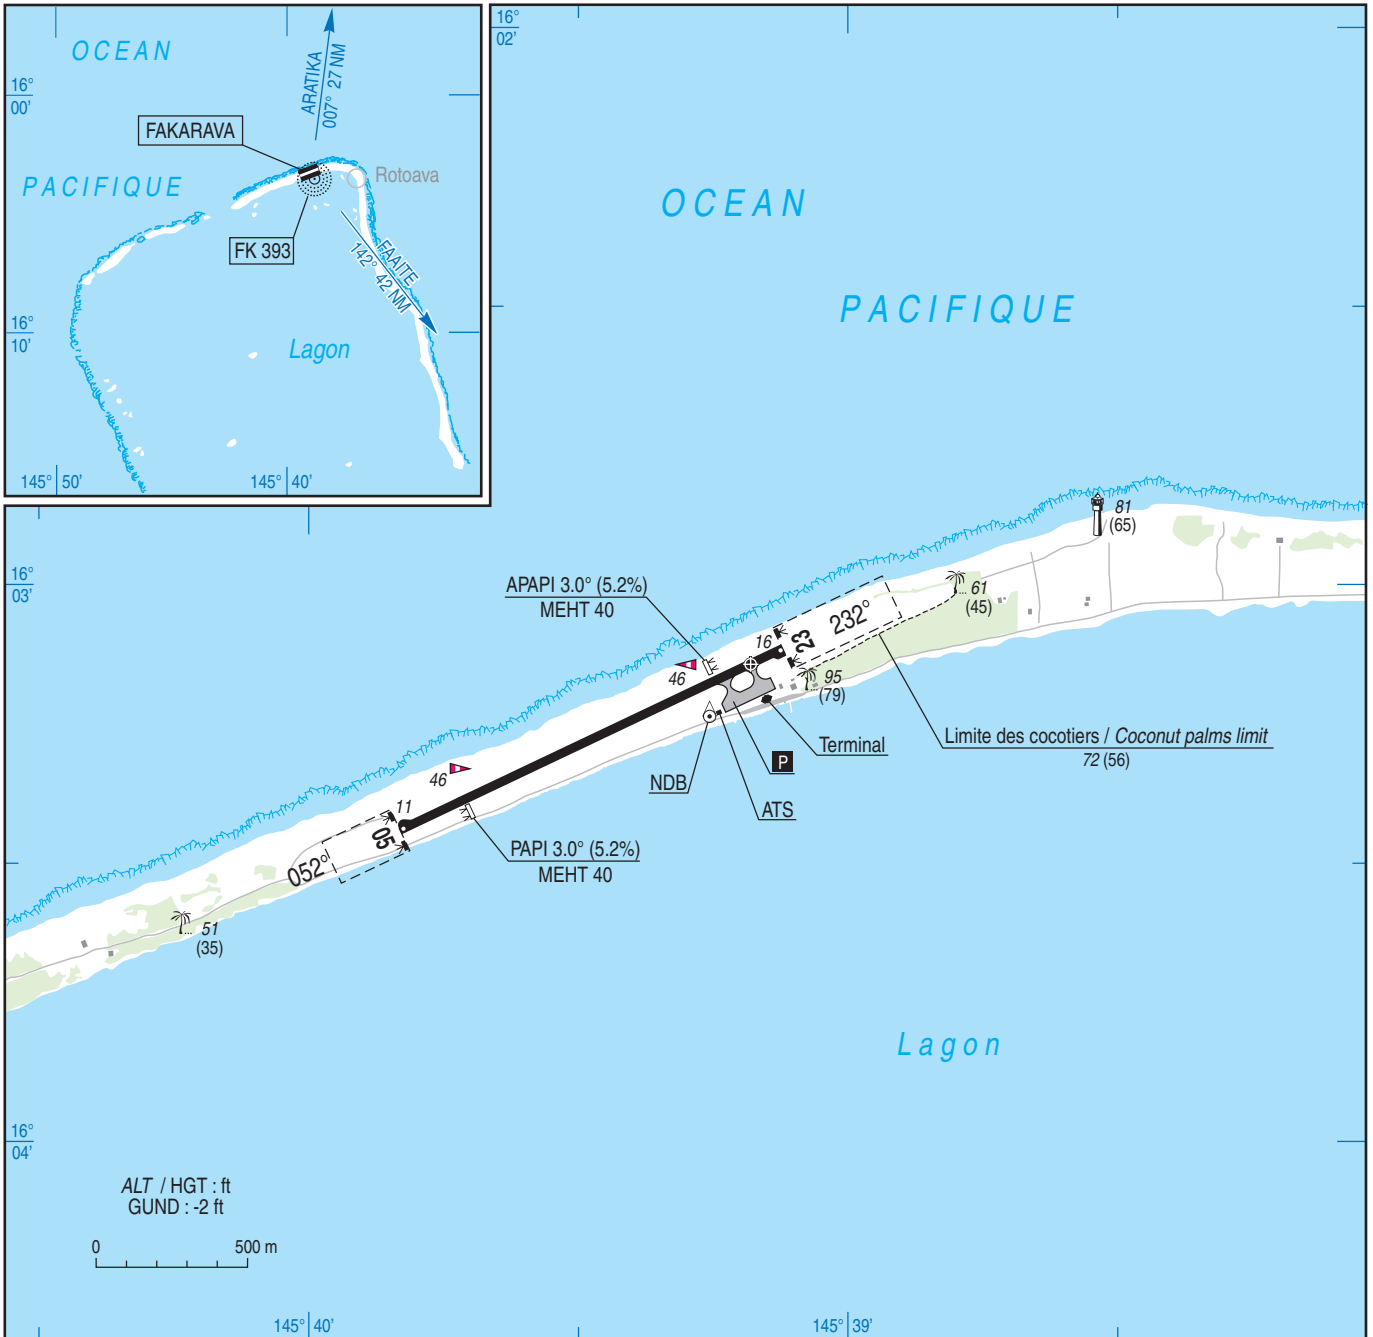 OCEAN
16°
00'
ARATIKA
007° 27 NM
FAKARAVA
PACIFIQUE
Rotoava
FK 393
FAAITE
142° 42 NM
16°
10'
Lagon
145° 50'
145° 40'
16°
02'
OCEAN
PACIFIQUE
16°
03'
81
(65)
APAPI 3.0° (5.2%)
MEHT 40
61
(45)
16
23
232°
46
95
(79)
Limite des cocotiers / Coconut palms limit
72 (56)
Terminal
P
NDB
ATS
46
11
05
052°
PAPI 3.0° (5.2%)
MEHT 40
51
(35)
Lagon
16°
04'
ALT / HGT : ft
GUND : -2 ft
0
500 m
145° 40'
145° 39'